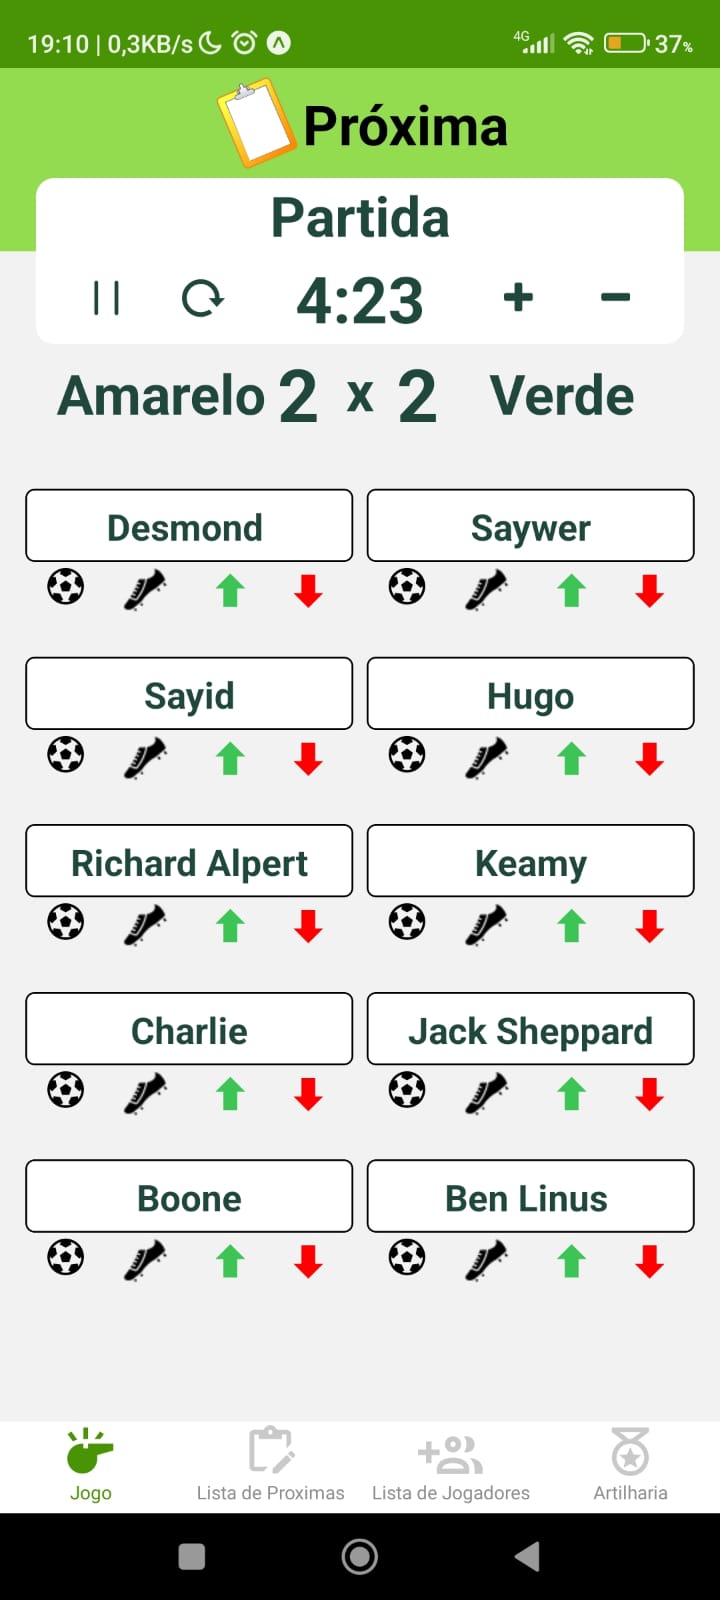 19:10 | 0,3KB/s 4G 37%
Próxima
Partida
4:23 + −
Amarelo 2 x 2 Verde
Desmond Saywer
Sayid Hugo
Richard Alpert Keamy
Charlie Jack Sheppard
Boone Ben Linus
Jogo Lista de Proximas Lista de Jogadores Artilharia